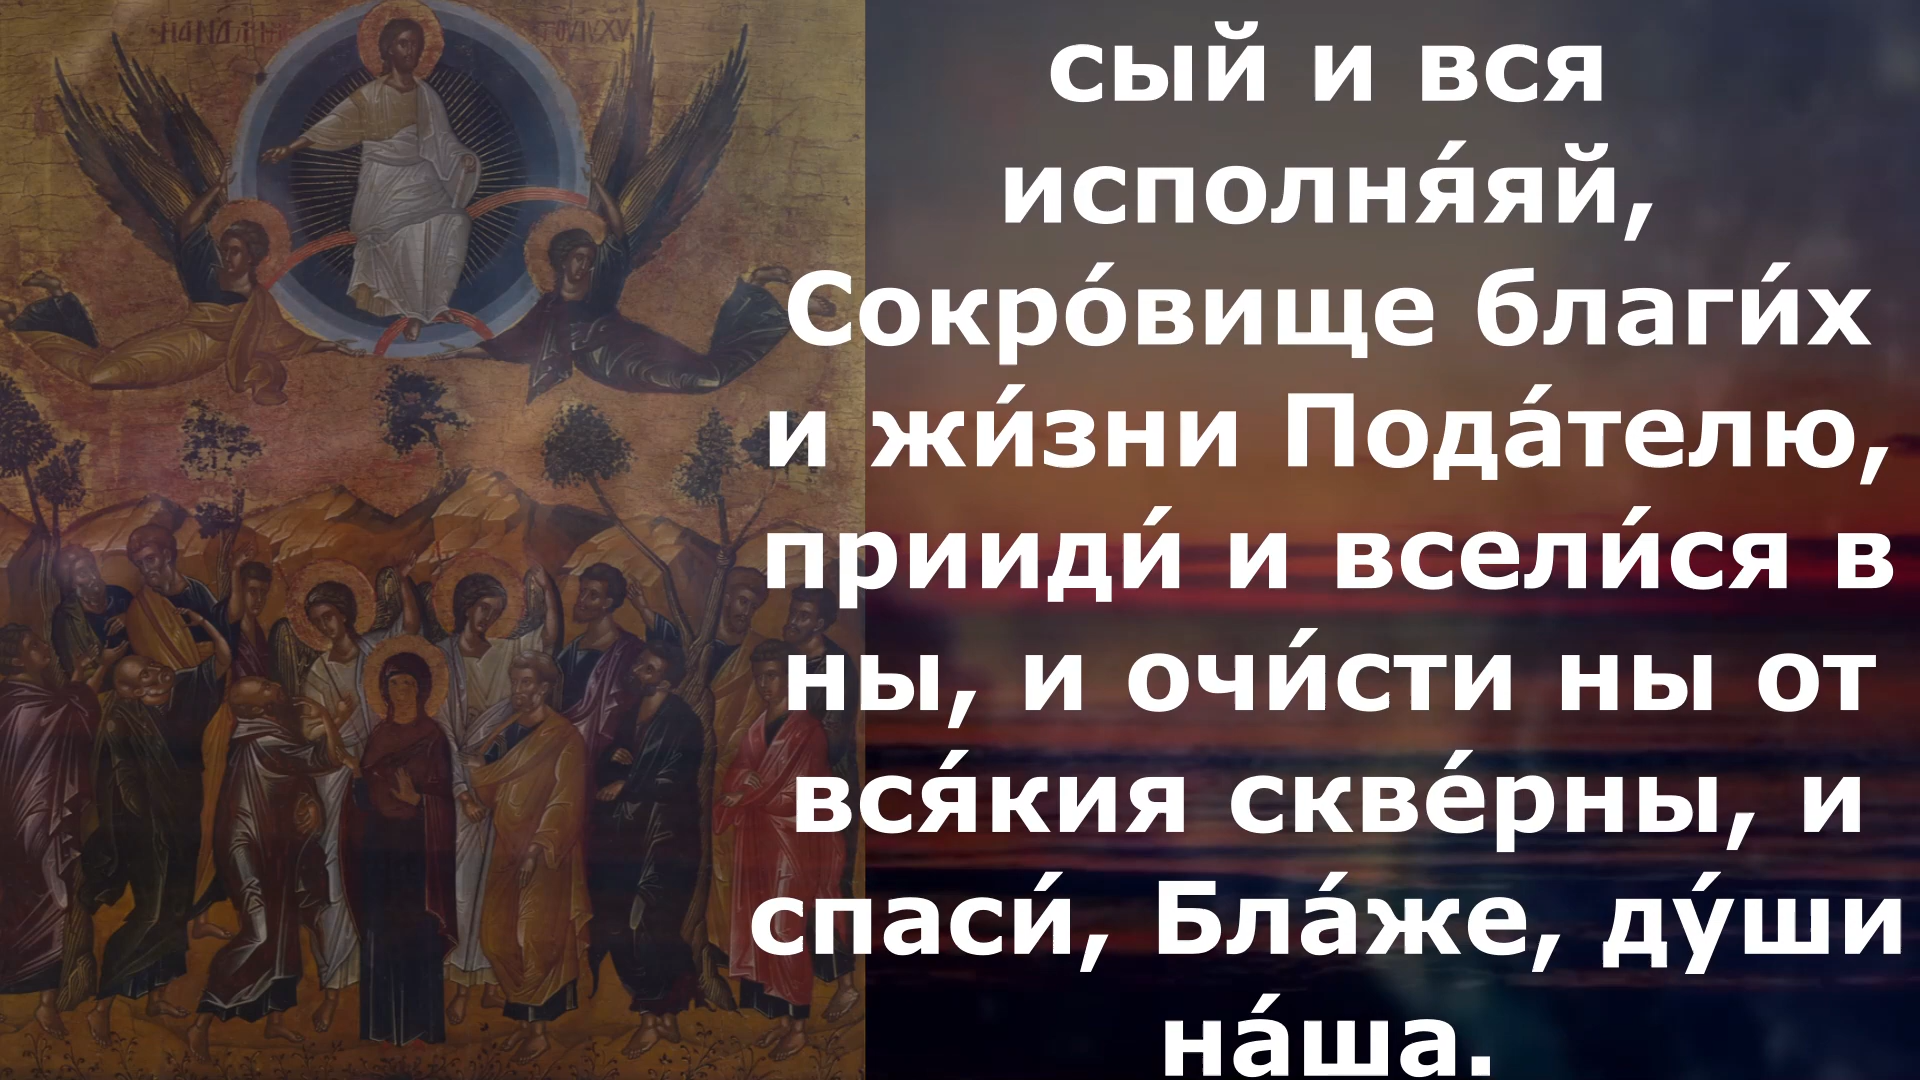 сый и вся
исполня́яй,
Сокро́вище благи́х
и жи́зни Пода́телю,
прииди́ и всели́ся в
ны, и очи́сти ны от
вся́кия скве́рны, и
спаси́, Бла́же, ду́ши
на́ша.